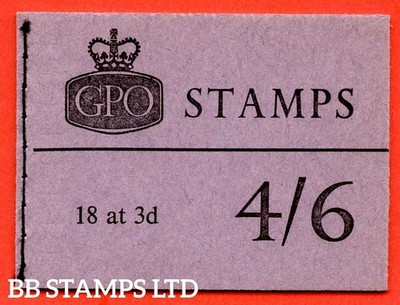 GPO STAMPS
18 at 3d 4/6
BB STAMPS LTD